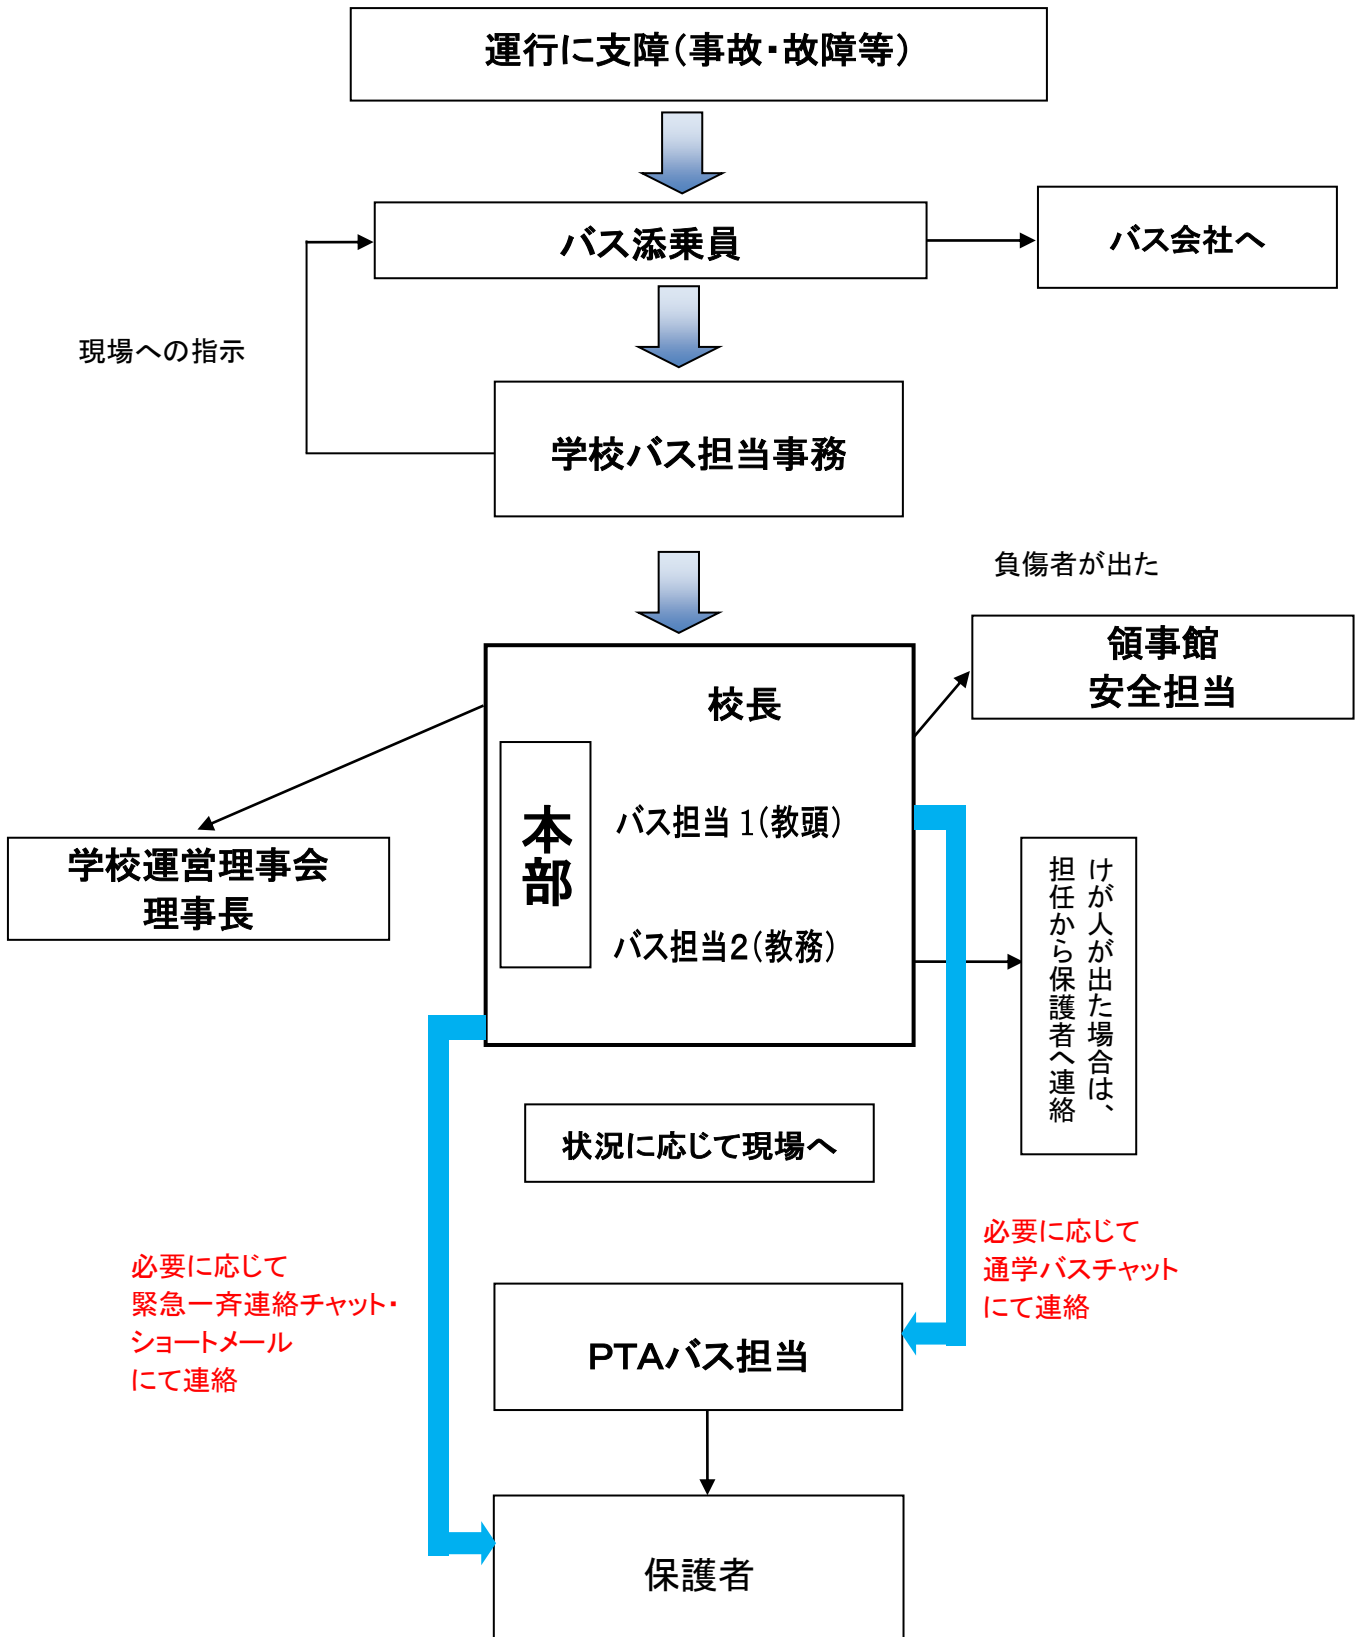 運行に支障（事故・故障等）
バス添乗員
バス会社へ
現場への指示
学校バス担当事務
負傷者が出た
領事館
安全担当
校長
本部
バス担当1（教頭）
バス担当2（教務）
学校運営理事会
理事長
けが人が出た場合は、
担任から保護者へ連絡
状況に応じて現場へ
必要に応じて
通学バスチャット
にて連絡
必要に応じて
緊急一斉連絡チャット・
ショートメール
にて連絡
PTAバス担当
保護者